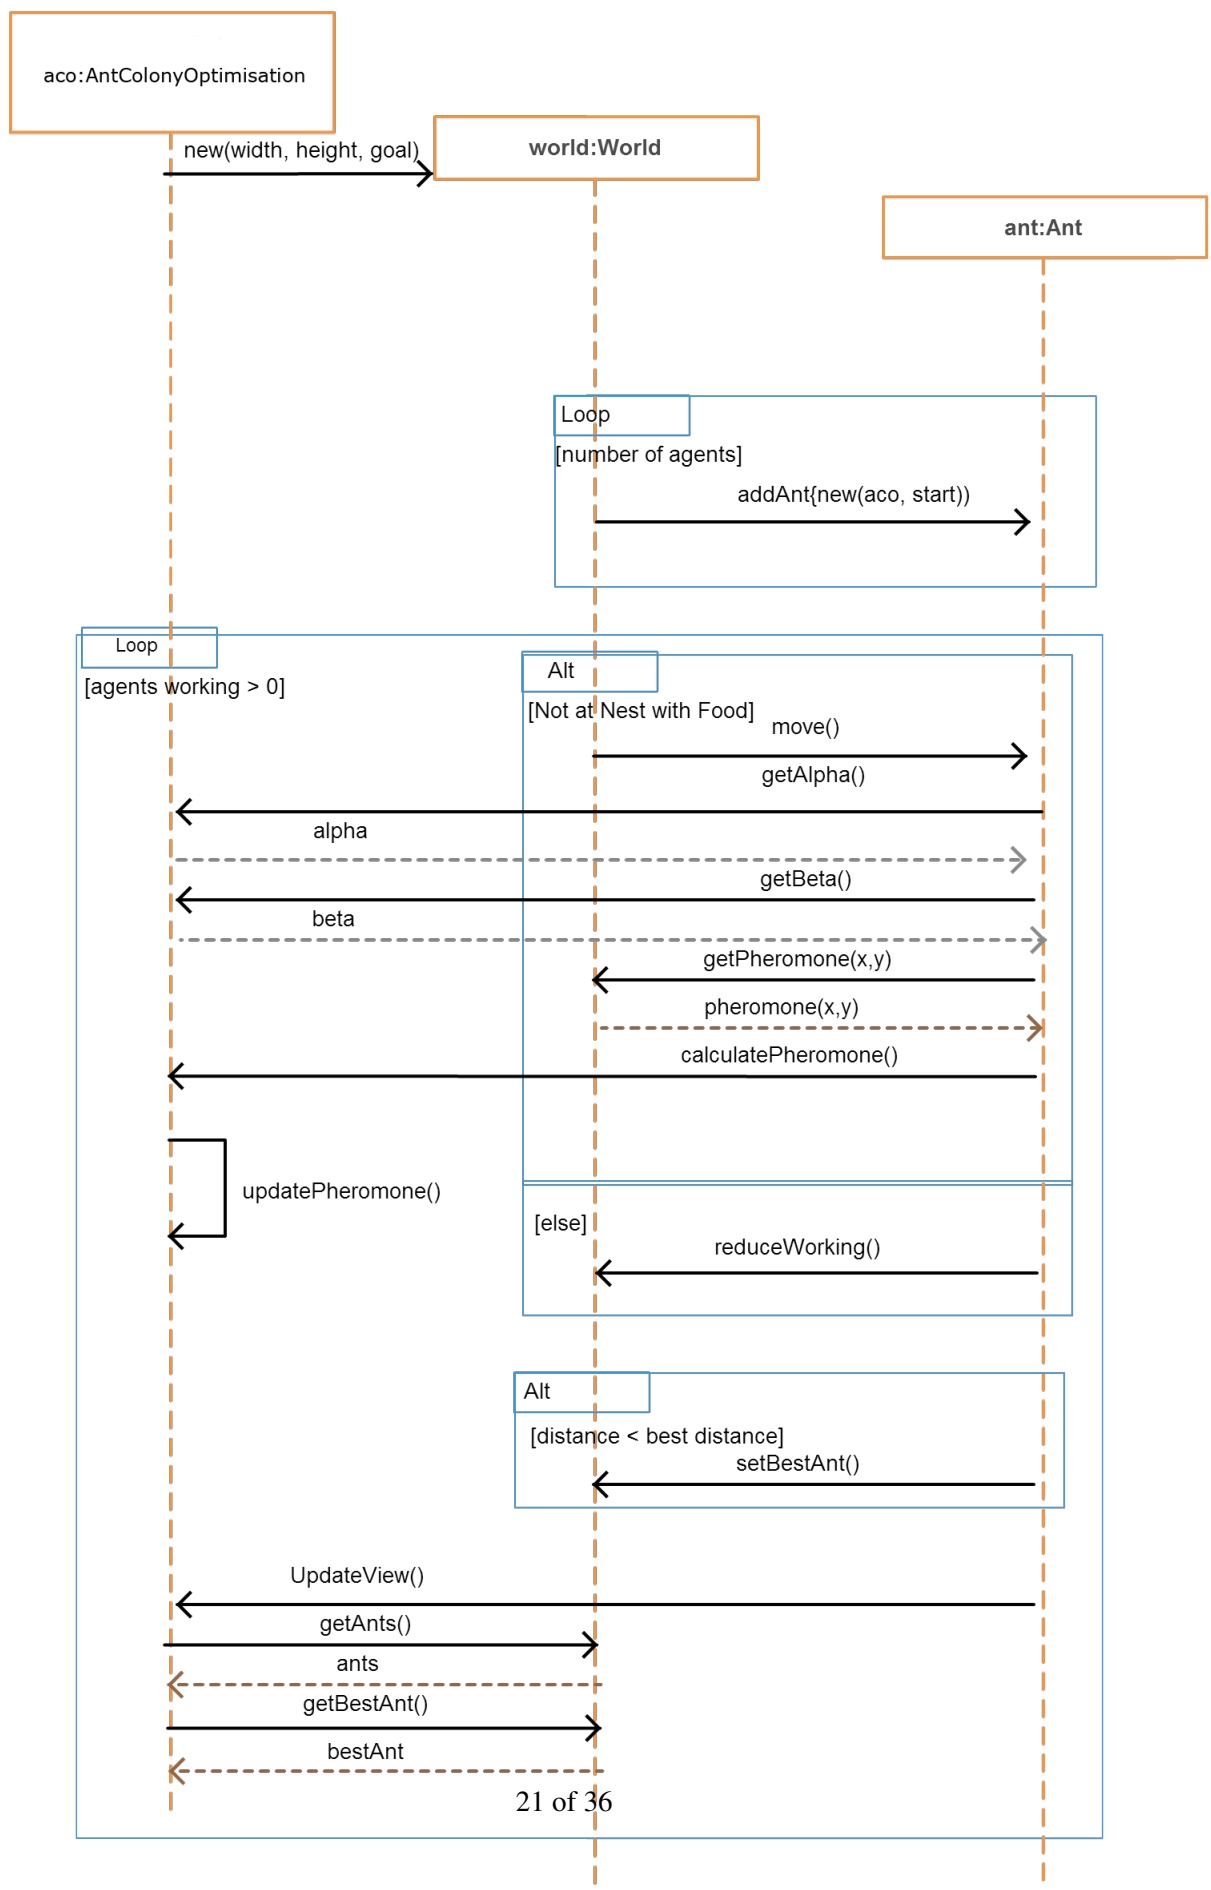 aco:AntColonyOptimisation
new(width, height, goal)
world:World
ant:Ant
Loop
[number of agents]
addAnt{new(aco, start))
Loop
[agents working > 0]
Alt
[Not at Nest with Food]
move()
getAlpha()
alpha
getBeta()
beta
getPheromone(x,y)
pheromone(x,y)
calculatePheromone()
updatePheromone()
[else]
reduceWorking()
Alt
[distance < best distance]
setBestAnt()
UpdateView()
getAnts()
ants
getBestAnt()
bestAnt
21 of 36